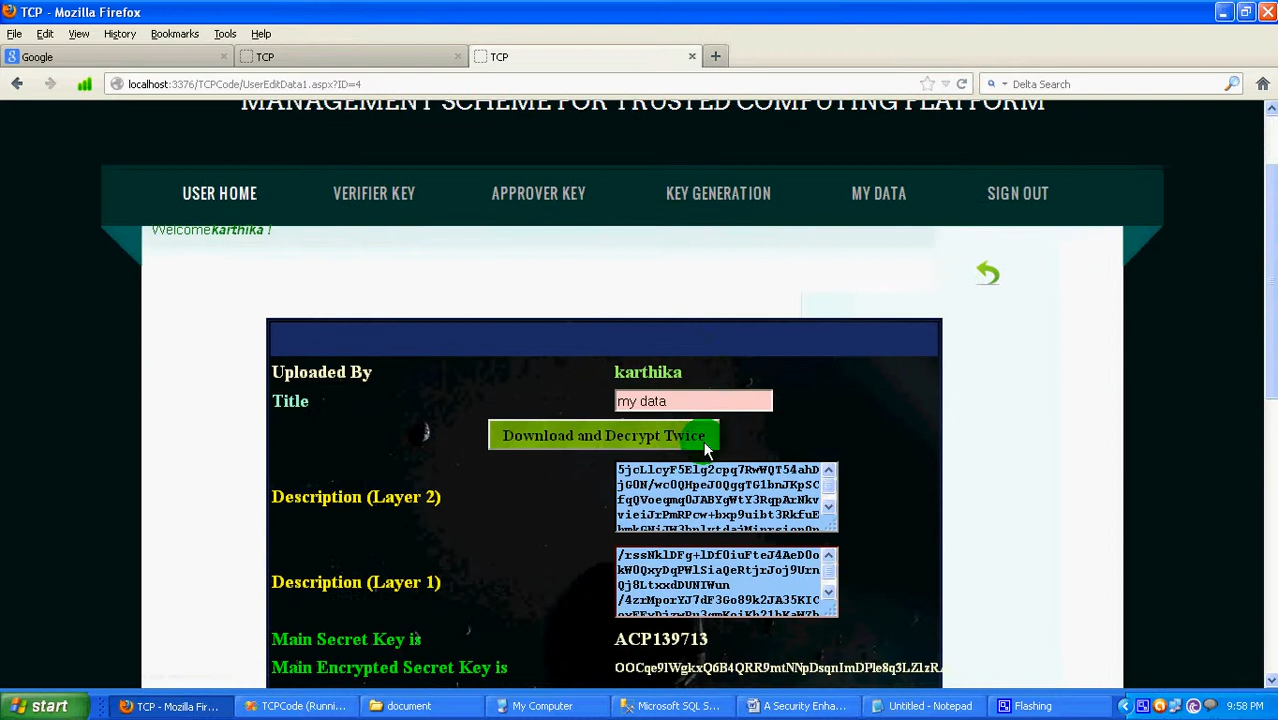 TCP - Mozilla Firefox
File Edit View History Bookmarks Tools Help
Google TCP TCP
localhost:3376/TCPCode/UserEditData1.aspx?ID=4 Delta Search
MANAGEMENT SCHEME FOR TRUSTED COMPUTING PLATFORM
USER HOME VERIFIER KEY APPROVER KEY KEY GENERATION MY DATA SIGN OUT
Welcomekarthika !
Uploaded By karthika
Title my data
Download and Decrypt Twice
Description (Layer 2)
Description (Layer 1)
Qj8LtxxdDUNIWun
Main Secret Key is ACP139713
Main Encrypted Secret Key is
start TCP - Mozilla Firef... TCPCode (Runni... document My Computer Microsoft SQL S... A Security Enha... Untitled - Notepad Flashing 9:58 PM